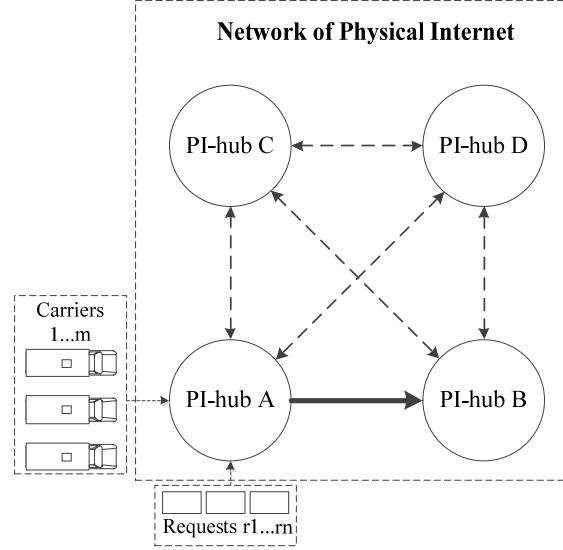 Network of Physical Internet
PI-hub C
PI-hub D
Carriers
1...m
PI-hub A
PI-hub B
Requests r1...rn